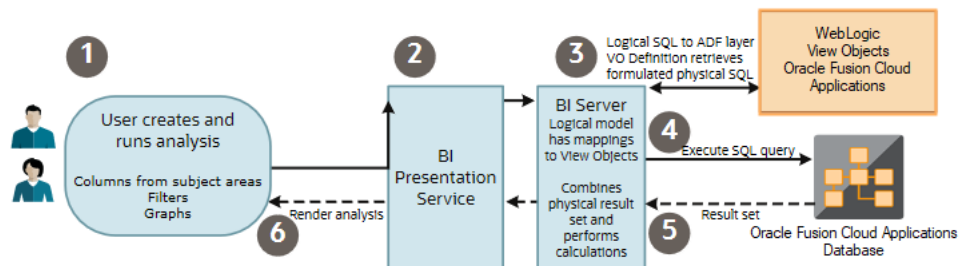 1
User creates and
runs analysis
Columns from subject areas
Filters
Graphs
2
BI
Presentation
Service
3
Logical SQL to ADF layer
VO Definition retrieves
formulated physical SQL
WebLogic
View Objects
Oracle Fusion Cloud
Applications
BI Server
Logical model
has mappings
to View Objects
Combines
physical result
set and
performs
calculations
4
Execute SQL query
Oracle Fusion Cloud Applications
Database
5
Result set
6
Render analysis